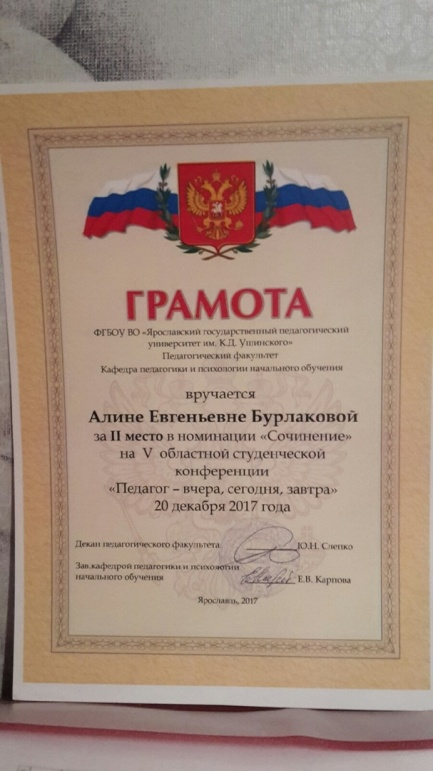 ГРАМОТА
ФГБОУ ВО «Ярославский государственный педагогический
университет им. К.Д. Ушинского»
Педагогический факультет
Кафедра педагогики и психологии начального обучения
вручается
Алине Евгеньевне Бурлаковой
за II место в номинации «Сочинение»
на V областной студенческой
конференции
«Педагог – вчера, сегодня, завтра»
20 декабря 2017 года
Декан педагогического факультета Ю.Н. Слепко
Зав.кафедрой педагогики и психологии
начального обучения Е.В. Карпова
Ярославль, 2017